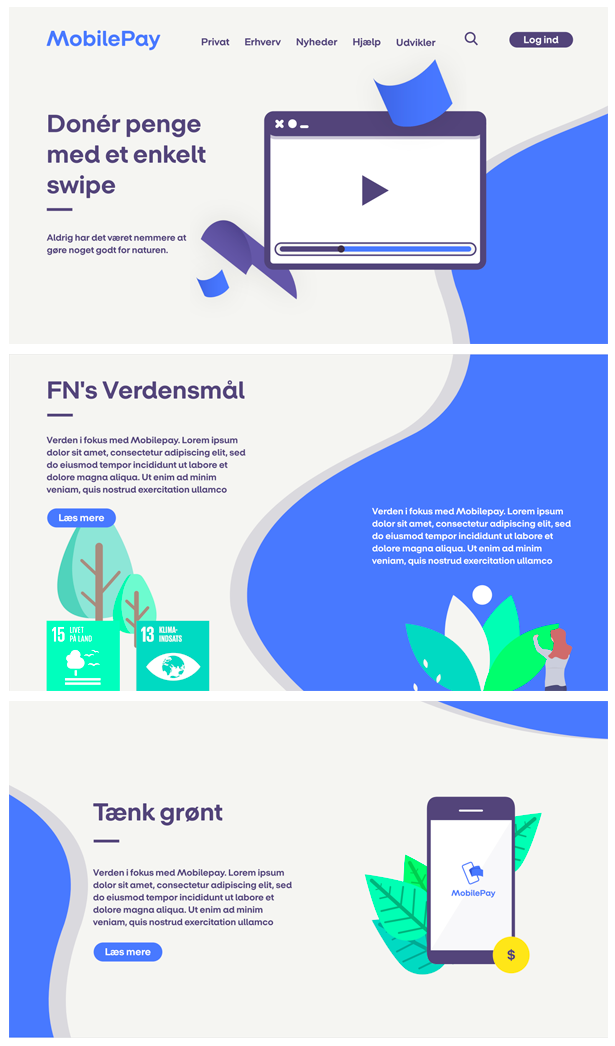 MobilePay
Privat Erhverv Nyheder Hjælp Udvikler Log ind
Donér penge
med et enkelt
swipe
Aldrig har det været nemmere at
gøre noget godt for naturen.
FN's Verdensmål
Verden i fokus med Mobilepay. Lorem ipsum
dolor sit amet, consectetur adipiscing elit, sed
do eiusmod tempor incididunt ut labore et
dolore magna aliqua. Ut enim ad minim
veniam, quis nostrud exercitation ullamco
Læs mere
Verden i fokus med Mobilepay. Lorem ipsum
dolor sit amet, consectetur adipiscing elit, sed
do eiusmod tempor incididunt ut labore et
dolore magna aliqua. Ut enim ad minim
veniam, quis nostrud exercitation ullamco
15 LIVET
PÅ LAND
13 KLIMA-
INDSATS
Tænk grønt
Verden i fokus med Mobilepay. Lorem ipsum
dolor sit amet, consectetur adipiscing elit, sed
do eiusmod tempor incididunt ut labore et
dolore magna aliqua. Ut enim ad minim
veniam, quis nostrud exercitation ullamco
Læs mere
MobilePay
$